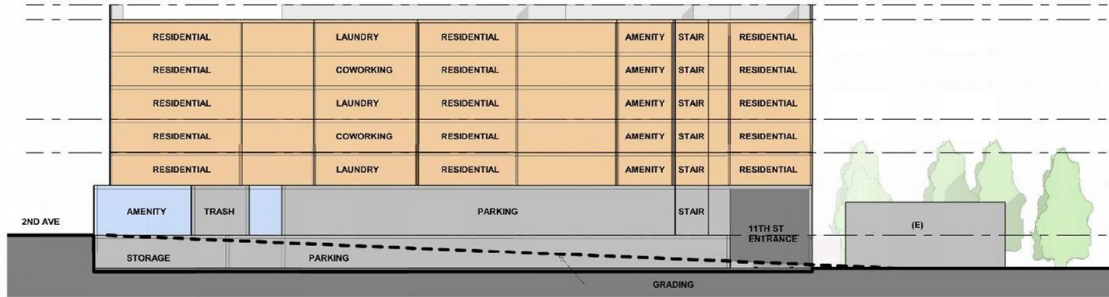 RESIDENTIAL LAUNDRY RESIDENTIAL AMENITY STAIR RESIDENTIAL
RESIDENTIAL COWORKING RESIDENTIAL AMENITY STAIR RESIDENTIAL
RESIDENTIAL LAUNDRY RESIDENTIAL AMENITY STAIR RESIDENTIAL
RESIDENTIAL COWORKING RESIDENTIAL AMENITY STAIR RESIDENTIAL
RESIDENTIAL LAUNDRY RESIDENTIAL AMENITY STAIR RESIDENTIAL
AMENITY TRASH PARKING STAIR
2ND AVE
11TH ST
ENTRANCE
(E)
STORAGE PARKING
GRADING